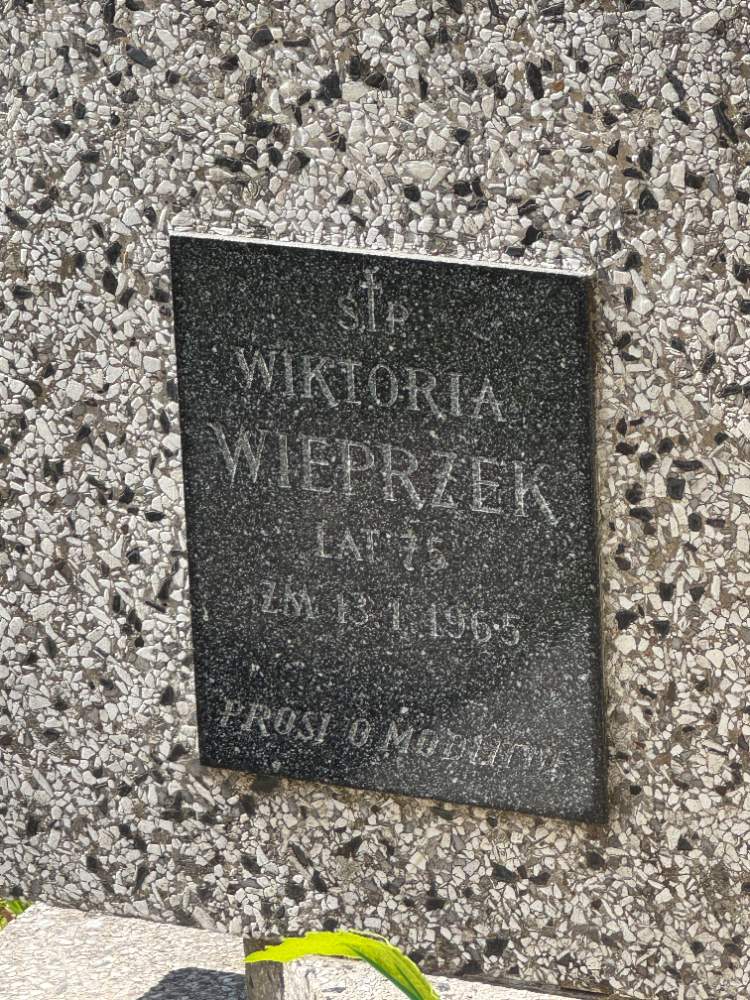 Ś P
WIKTORIA
WIEPRZEK
LAT 75
ZM 13 1 1965
PROSI O MODLITWĘ